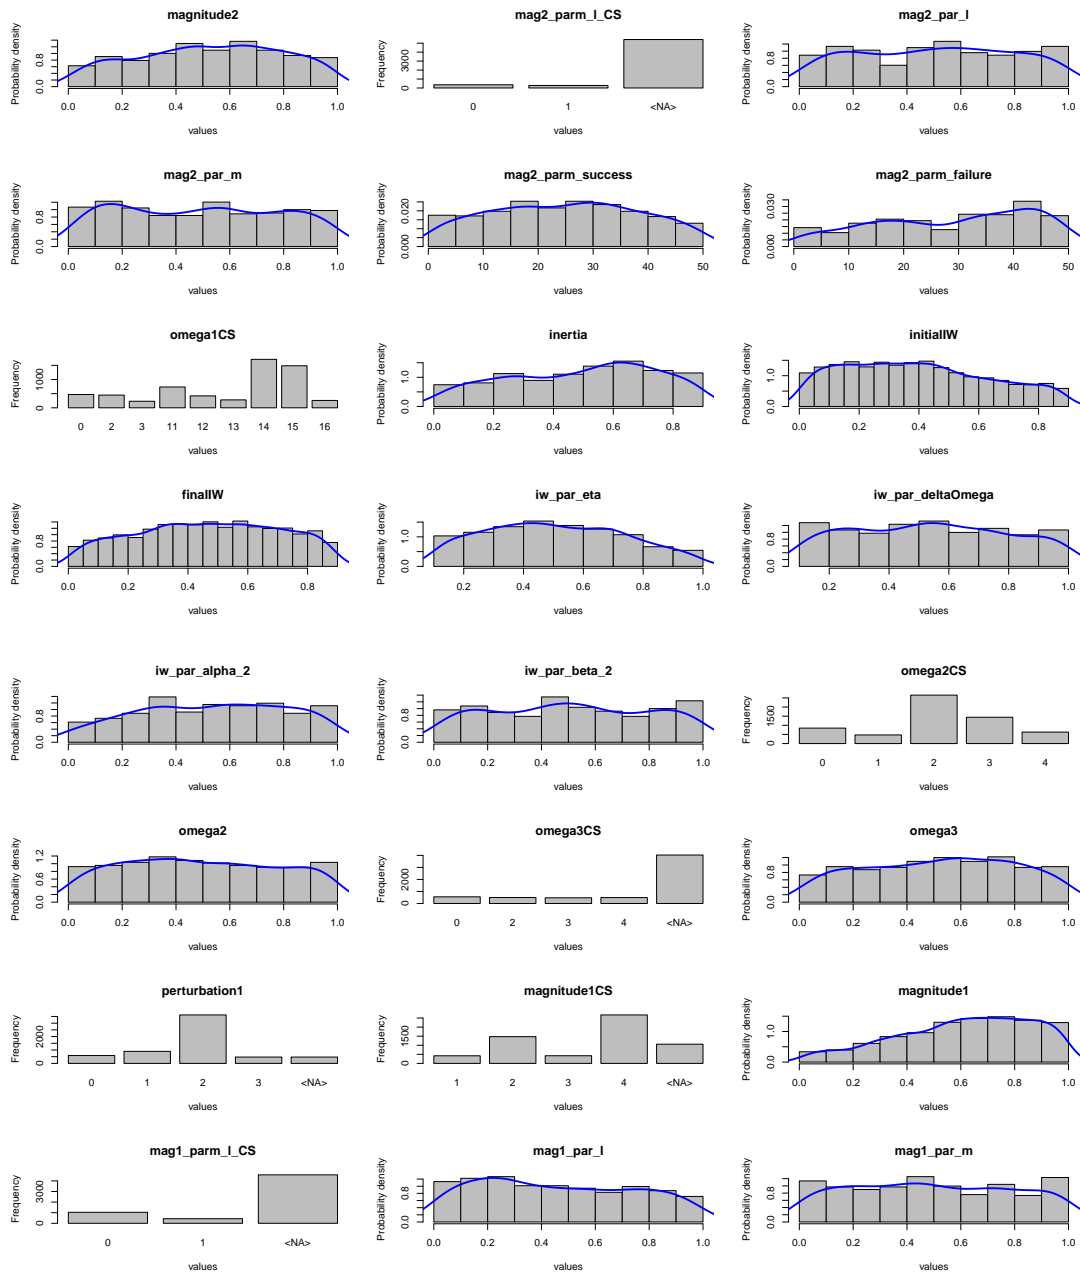 magnitude2
Probability density
0.0 0.8
0.0 0.2 0.4 0.6 0.8 1.0
values
mag2_parm_l_CS
Frequency
0 3000
0 1 <NA>
values
mag2_par_l
Probability density
0.0 0.8
0.0 0.2 0.4 0.6 0.8 1.0
values
mag2_par_m
Probability density
0.0 0.8
0.0 0.2 0.4 0.6 0.8 1.0
values
mag2_parm_success
Probability density
0.000 0.020
0 10 20 30 40 50
values
mag2_parm_failure
Probability density
0.000 0.030
0 10 20 30 40 50
values
omega1CS
Frequency
0 1000
0 2 3 11 12 13 14 15 16
values
inertia
Probability density
0.0 1.0
0.0 0.2 0.4 0.6 0.8
values
initialIW
Probability density
0.0 1.0
0.0 0.2 0.4 0.6 0.8
values
finalIW
Probability density
0.0 0.8
0.0 0.2 0.4 0.6 0.8
values
iw_par_eta
Probability density
0.0 1.0
0.2 0.4 0.6 0.8 1.0
values
iw_par_deltaOmega
Probability density
0.0 0.8
0.2 0.4 0.6 0.8 1.0
values
iw_par_alpha_2
Probability density
0.0 0.8
0.0 0.2 0.4 0.6 0.8 1.0
values
iw_par_beta_2
Probability density
0.0 0.8
0.0 0.2 0.4 0.6 0.8 1.0
values
omega2CS
Frequency
0 1500
0 1 2 3 4
values
omega2
Probability density
0.0 0.6 1.2
0.0 0.2 0.4 0.6 0.8 1.0
values
omega3CS
Frequency
0 2000
0 2 3 4 <NA>
values
omega3
Probability density
0.0 0.8
0.0 0.2 0.4 0.6 0.8 1.0
values
perturbation1
Frequency
0 2000
0 1 2 3 <NA>
values
magnitude1CS
Frequency
0 1500
1 2 3 4 <NA>
values
magnitude1
Probability density
0.0 1.0
0.0 0.2 0.4 0.6 0.8 1.0
values
mag1_parm_l_CS
Frequency
0 3000
0 1 <NA>
values
mag1_par_l
Probability density
0.0 0.8
0.0 0.2 0.4 0.6 0.8 1.0
values
mag1_par_m
Probability density
0.0 0.8
0.0 0.2 0.4 0.6 0.8 1.0
values